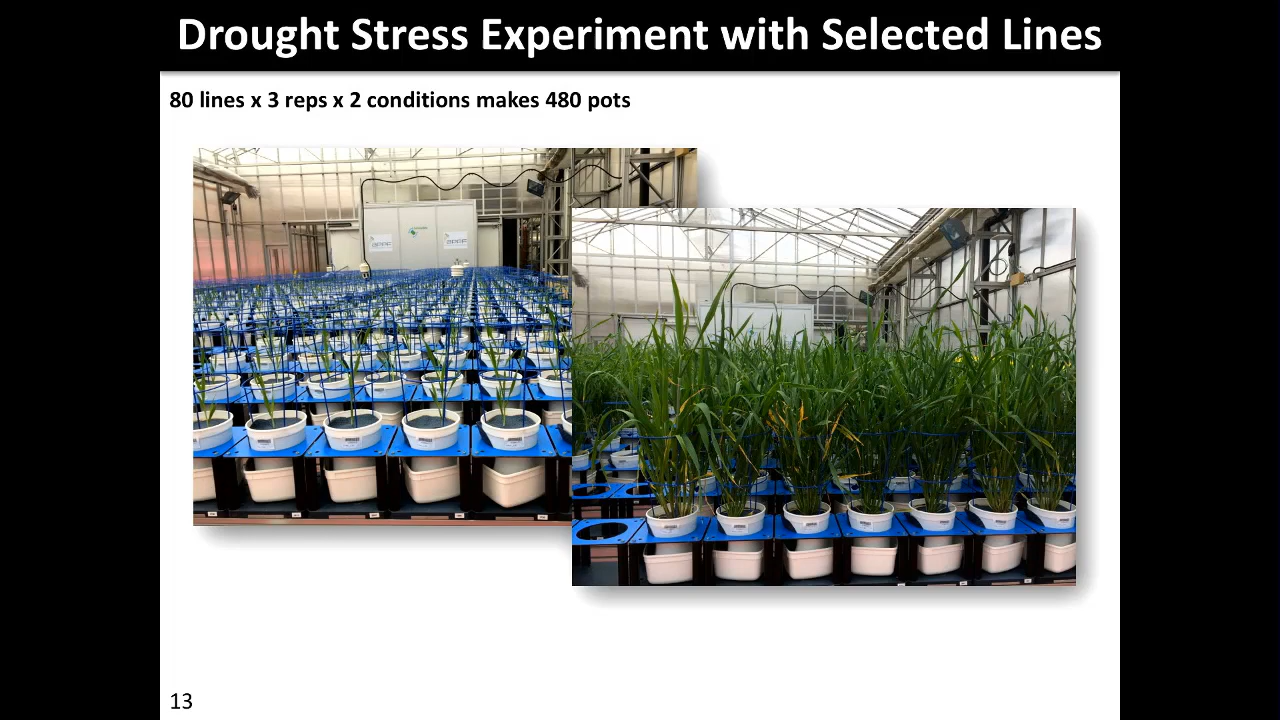 Drought Stress Experiment with Selected Lines
80 lines x 3 reps x 2 conditions makes 480 pots
13